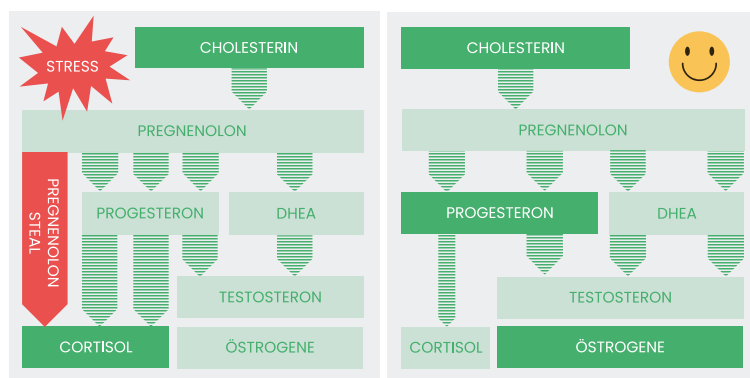 STRESS
CHOLESTERIN
PREGNENOLON
PREGNENOLON
STEAL
PROGESTERON
DHEA
TESTOSTERON
CORTISOL
ÖSTROGENE
CHOLESTERIN
PREGNENOLON
PROGESTERON
DHEA
TESTOSTERON
CORTISOL
ÖSTROGENE